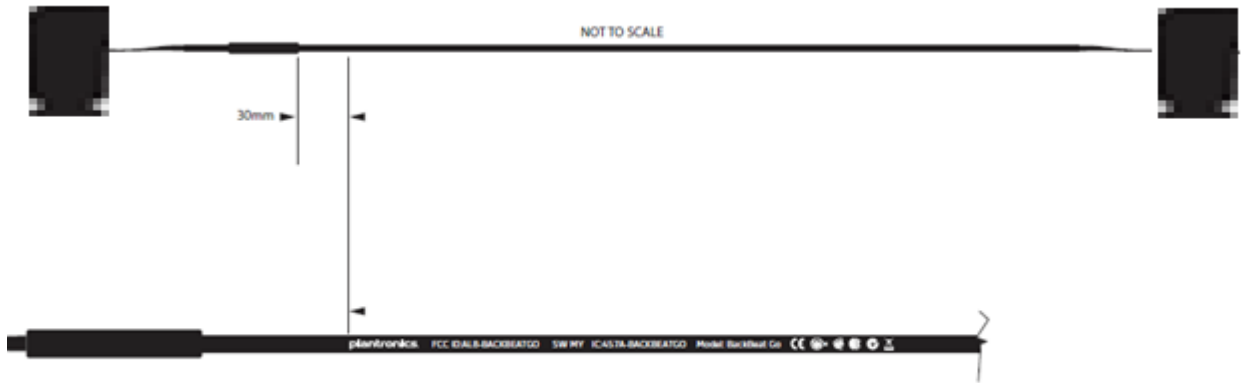 NOT TO SCALE
30mm
plantronics FCC ID:AL8-BACKBEATGO SW MY IC:457A-BACKBEATGO Model: BackBeat Go